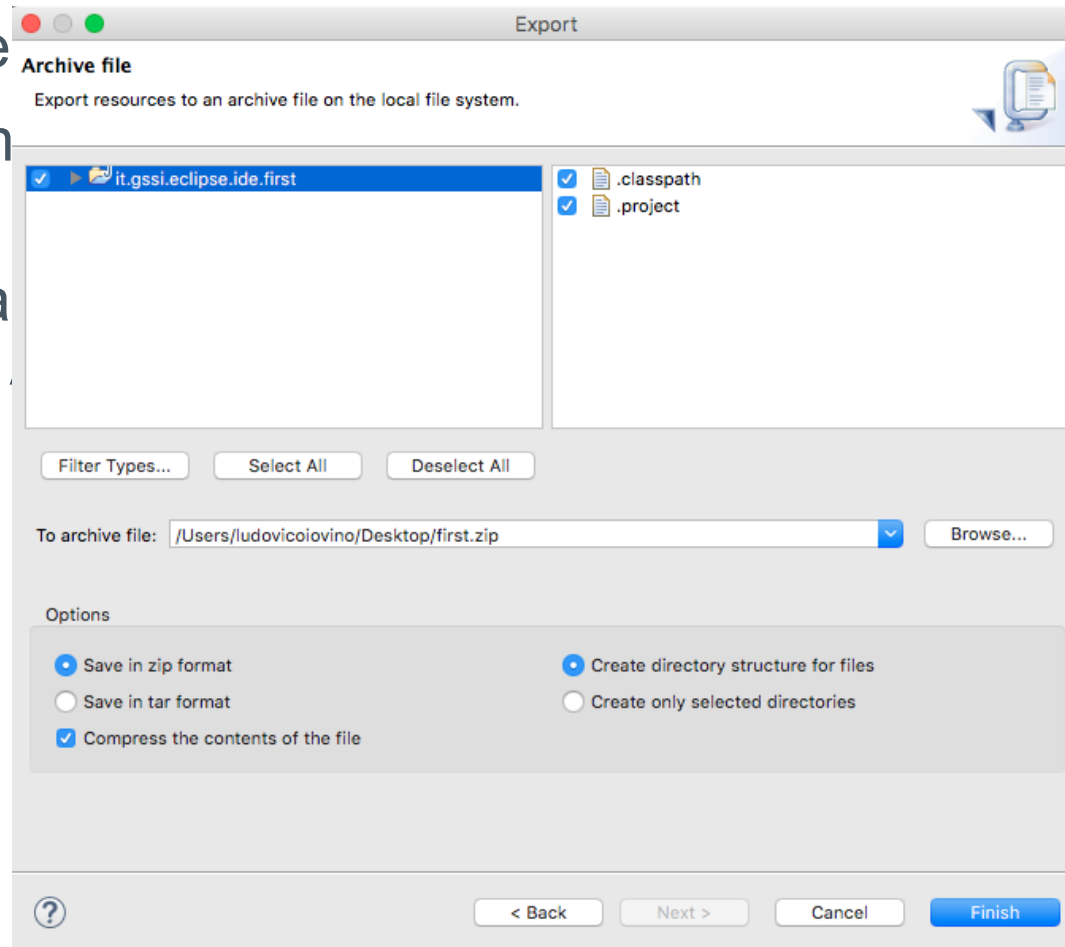 Export
Archive file
Export resources to an archive file on the local file system.
it.gssi.eclipse.ide.first
.classpath
.project
Filter Types...
Select All
Deselect All
To archive file: /Users/ludovicoiovino/Desktop/first.zip
Browse...
Options
Save in zip format
Create directory structure for files
Save in tar format
Create only selected directories
Compress the contents of the file
?
< Back
Next >
Cancel
Finish